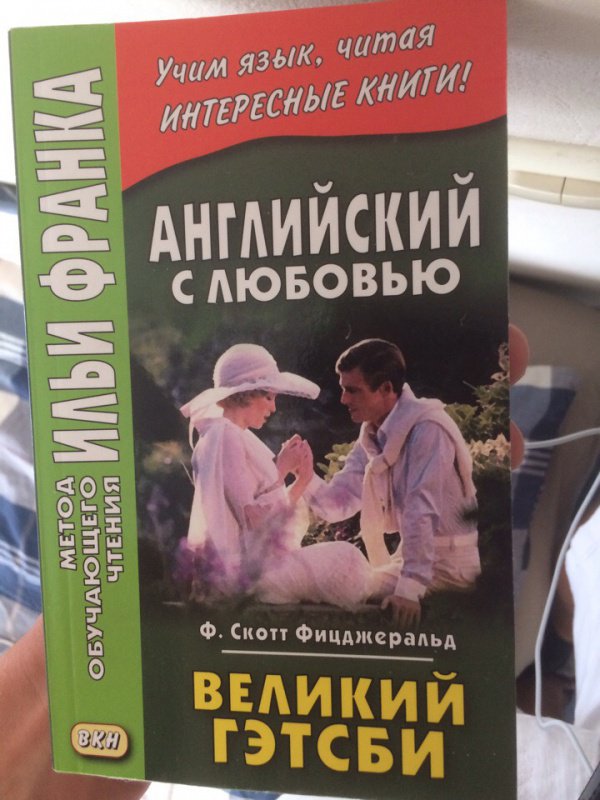 Учим язык, читая
ИНТЕРЕСНЫЕ КНИГИ!
МЕТОД
ОБУЧАЮЩЕГО
ЧТЕНИЯ
ИЛЬИ ФРАНКА
АНГЛИЙСКИЙ
С ЛЮБОВЬЮ
Ф. Скотт Фицджеральд
ВЕЛИКИЙ
ГЭТСБИ
ВКН